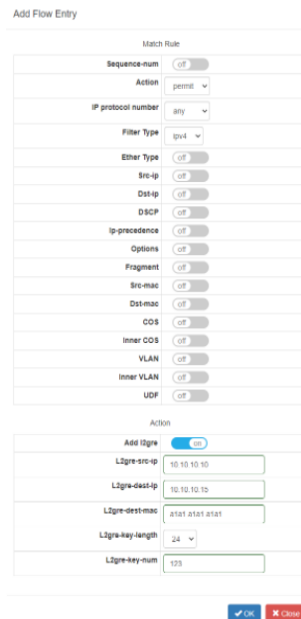 Add Flow Entry
Match Rule
Sequence-num off
Action permit
IP protocol number any
Filter Type ipv4
Ether Type off
Src-ip off
Dst-ip off
DSCP off
Ip-precedence off
Options off
Fragment off
Src-mac off
Dst-mac off
COS off
Inner COS off
VLAN off
Inner VLAN off
UDF off
Action
Add l2gre on
L2gre-src-ip 10.10.10.10
L2gre-dest-ip 10.10.10.15
L2gre-dest-mac a1a1.a1a1.a1a1
L2gre-key-length 24
L2gre-key-num 123
OK Close